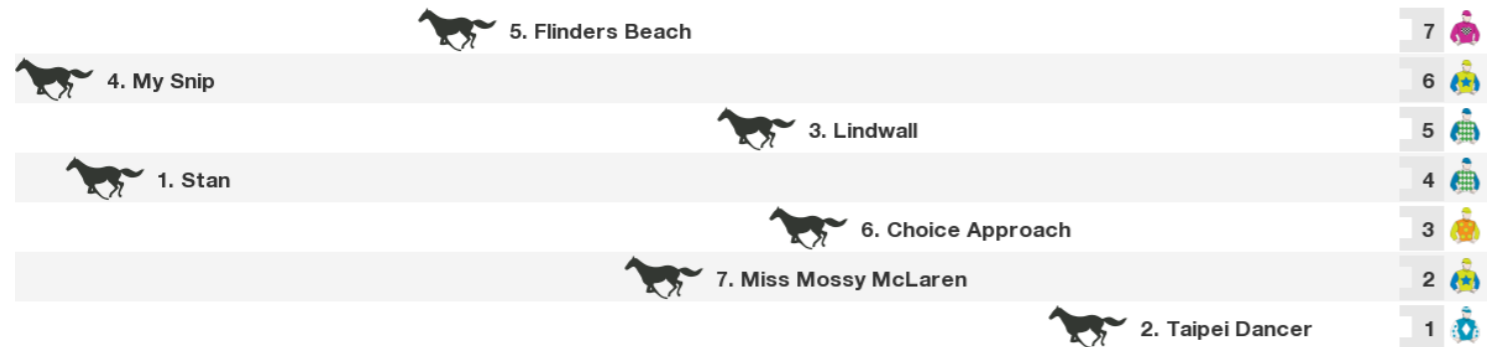 5. Flinders Beach 7
4. My Snip 6
3. Lindwall 5
1. Stan 4
6. Choice Approach 3
7. Miss Mossy McLaren 2
2. Taipei Dancer 1